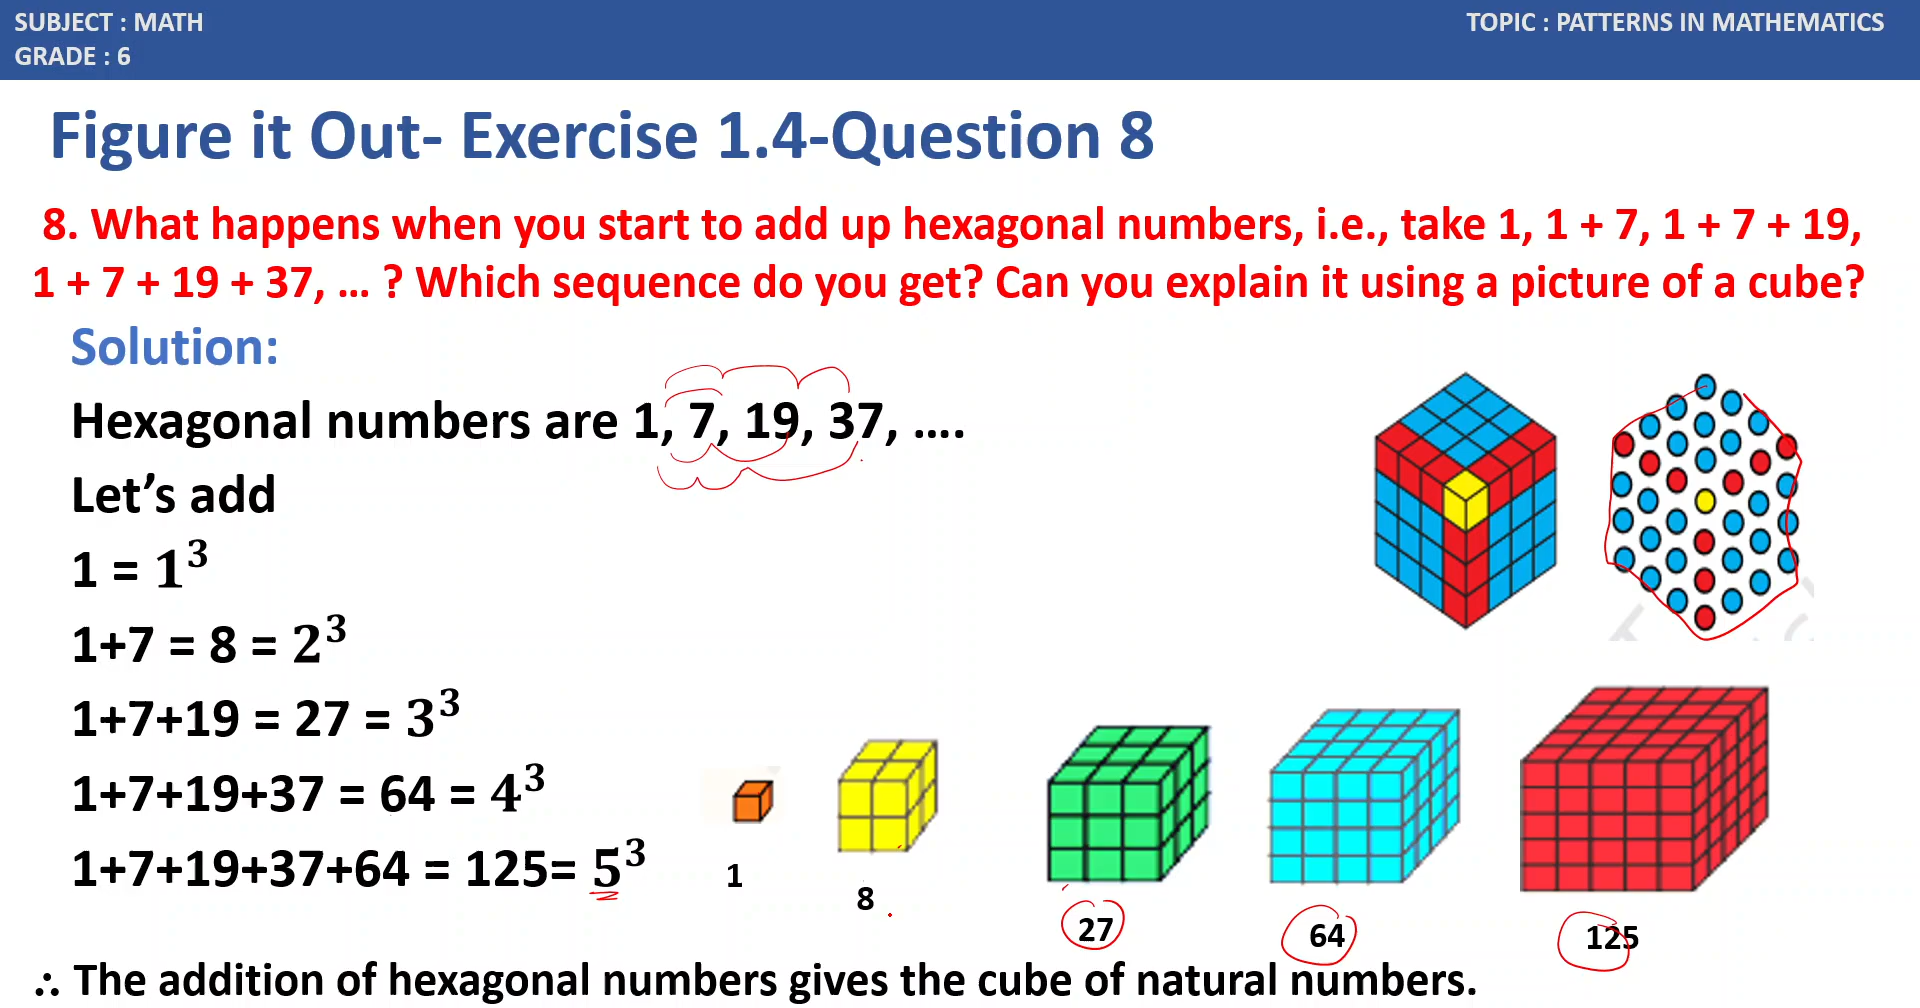 SUBJECT : MATH
TOPIC : PATTERNS IN MATHEMATICS
GRADE : 6
Figure it Out- Exercise 1.4-Question 8
8. What happens when you start to add up hexagonal numbers, i.e., take 1, 1 + 7, 1 + 7 + 19,
1 + 7 + 19 + 37, … ? Which sequence do you get? Can you explain it using a picture of a cube?
Solution:
Hexagonal numbers are 1, 7, 19, 37, ….
Let’s add
1 = 1³
1+7 = 8 = 2³
1+7+19 = 27 = 3³
1+7+19+37 = 64 = 4³
1+7+19+37+64 = 125= 5³
1
8
27
64
125
∴ The addition of hexagonal numbers gives the cube of natural numbers.